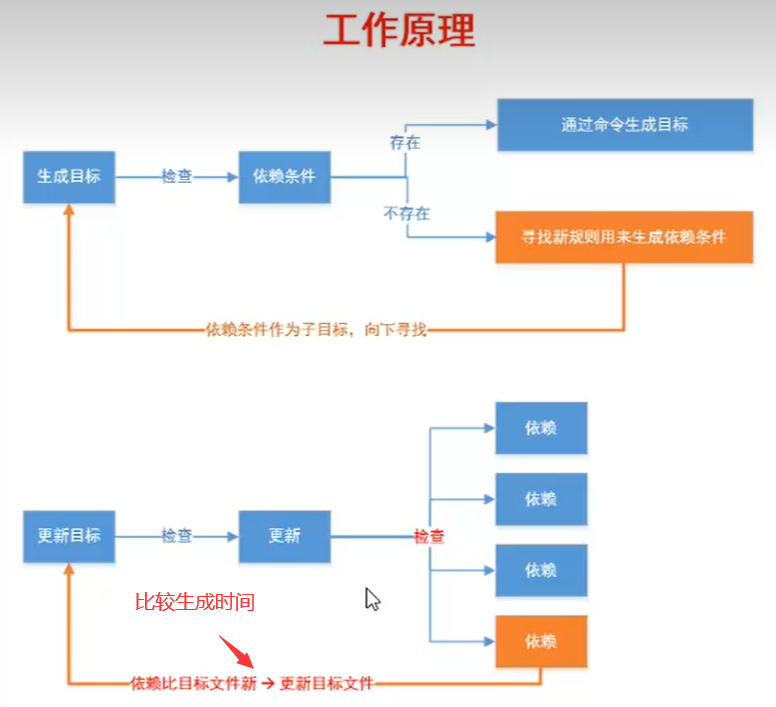 工作原理
通过命令生成目标
存在
生成目标
检查
依赖条件
不存在
寻找新规则用来生成依赖条件
依赖条件作为子目标，向下寻找
依赖
依赖
更新目标
检查
更新
检查
依赖
比较生成时间
依赖
依赖比目标文件新 → 更新目标文件